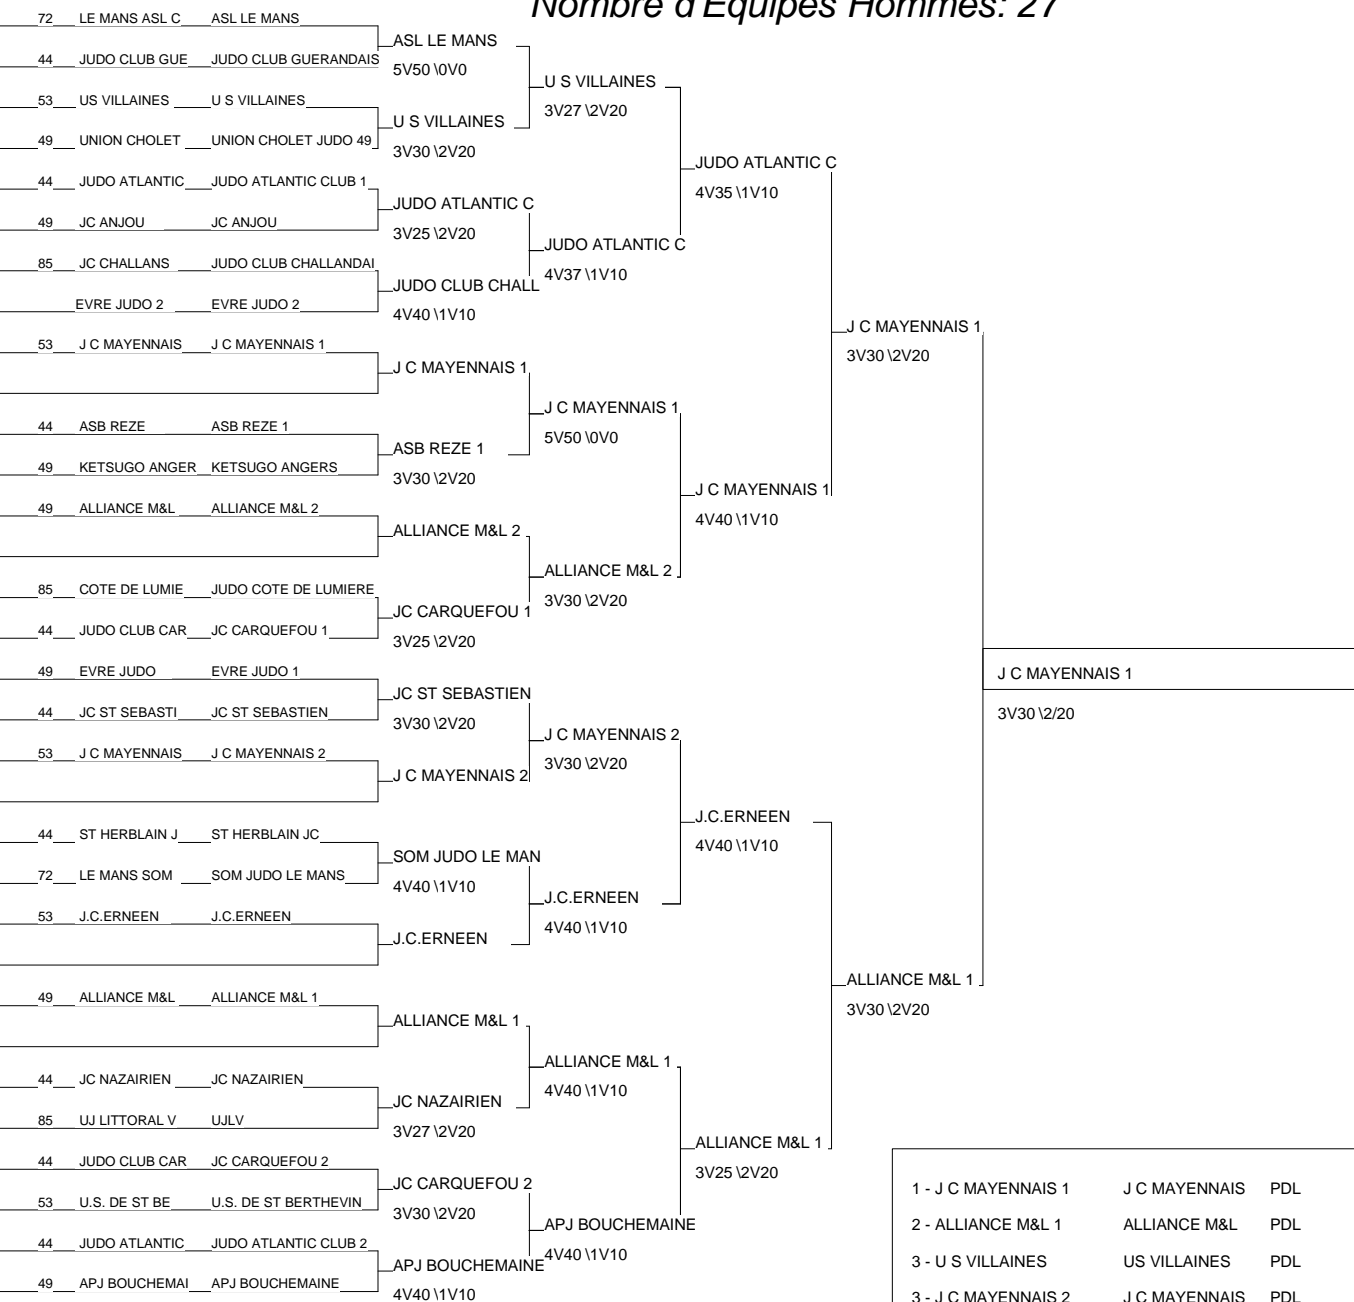 Nombre d'Equipes Hommes: 27
72 LE MANS ASL C ASL LE MANS
ASL LE MANS
44 JUDO CLUB GUE JUDO CLUB GUERANDAIS
5V50 \0V0
U S VILLAINES
53 US VILLAINES U S VILLAINES
3V27 \2V20
U S VILLAINES
49 UNION CHOLET UNION CHOLET JUDO 49
3V30 \2V20
JUDO ATLANTIC C
44 JUDO ATLANTIC JUDO ATLANTIC CLUB 1
4V35 \1V10
JUDO ATLANTIC C
49 JC ANJOU JC ANJOU
3V25 \2V20
JUDO ATLANTIC C
85 JC CHALLANS JUDO CLUB CHALLANDAI
4V37 \1V10
JUDO CLUB CHALL
EVRE JUDO 2 EVRE JUDO 2
4V40 \1V10
J C MAYENNAIS 1
53 J C MAYENNAIS J C MAYENNAIS 1
3V30 \2V20
J C MAYENNAIS 1
J C MAYENNAIS 1
44 ASB REZE ASB REZE 1
5V50 \0V0
ASB REZE 1
49 KETSUGO ANGER KETSUGO ANGERS
3V30 \2V20
J C MAYENNAIS 1
49 ALLIANCE M&L ALLIANCE M&L 2
4V40 \1V10
ALLIANCE M&L 2
ALLIANCE M&L 2
85 COTE DE LUMIE JUDO COTE DE LUMIERE
3V30 \2V20
JC CARQUEFOU 1
44 JUDO CLUB CAR JC CARQUEFOU 1
3V25 \2V20
49 EVRE JUDO EVRE JUDO 1
J C MAYENNAIS 1
JC ST SEBASTIEN
44 JC ST SEBASTI JC ST SEBASTIEN
3V30 \2/20
3V30 \2V20
J C MAYENNAIS 2
53 J C MAYENNAIS J C MAYENNAIS 2
3V30 \2V20
J C MAYENNAIS 2
J.C.ERNEEN
44 ST HERBLAIN J ST HERBLAIN JC
4V40 \1V10
SOM JUDO LE MAN
72 LE MANS SOM SOM JUDO LE MANS
4V40 \1V10
J.C.ERNEEN
53 J.C.ERNEEN J.C.ERNEEN
4V40 \1V10
J.C.ERNEEN
ALLIANCE M&L 1
49 ALLIANCE M&L ALLIANCE M&L 1
3V30 \2V20
ALLIANCE M&L 1
ALLIANCE M&L 1
44 JC NAZAIRIEN JC NAZAIRIEN
4V40 \1V10
JC NAZAIRIEN
85 UJ LITTORAL V UJLV
3V27 \2V20
ALLIANCE M&L 1
44 JUDO CLUB CAR JC CARQUEFOU 2
3V25 \2V20
JC CARQUEFOU 2
53 U.S. DE ST BE U.S. DE ST BERTHEVIN
3V30 \2V20
APJ BOUCHEMAINE
44 JUDO ATLANTIC JUDO ATLANTIC CLUB 2
4V40 \1V10
APJ BOUCHEMAINE
49 APJ BOUCHEMAI APJ BOUCHEMAINE
4V40 \1V10
1 - J C MAYENNAIS 1 J C MAYENNAIS PDL
2 - ALLIANCE M&L 1 ALLIANCE M&L PDL
3 - U S VILLAINES US VILLAINES PDL
3 - J C MAYENNAIS 2 J C MAYENNAIS PDL